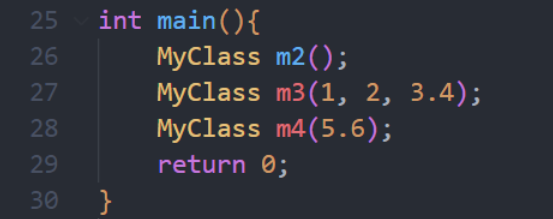 25 int main(){
26 MyClass m2();
27 MyClass m3(1, 2, 3.4);
28 MyClass m4(5.6);
29 return 0;
30 }